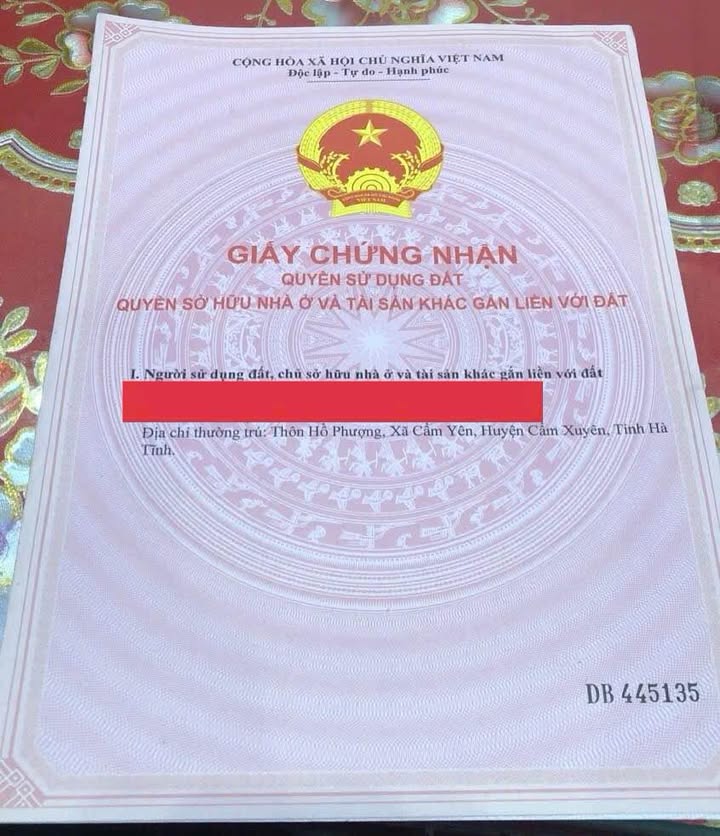 CỘNG HÒA XÃ HỘI CHỦ NGHĨA VIỆT NAM
Độc lập - Tự do - Hạnh phúc
VIỆT NAM
GIẤY CHỨNG NHẬN
QUYỀN SỬ DỤNG ĐẤT
QUYỀN SỞ HỮU NHÀ Ở VÀ TÀI SẢN KHÁC GẮN LIỀN VỚI ĐẤT
I. Người sử dụng đất, chủ sở hữu nhà ở và tài sản khác gắn liền với đất
Địa chỉ thường trú: Thôn Hồ Phượng, Xã Cẩm Yên, Huyện Cẩm Xuyên, Tỉnh Hà
Tĩnh.
DB 445135